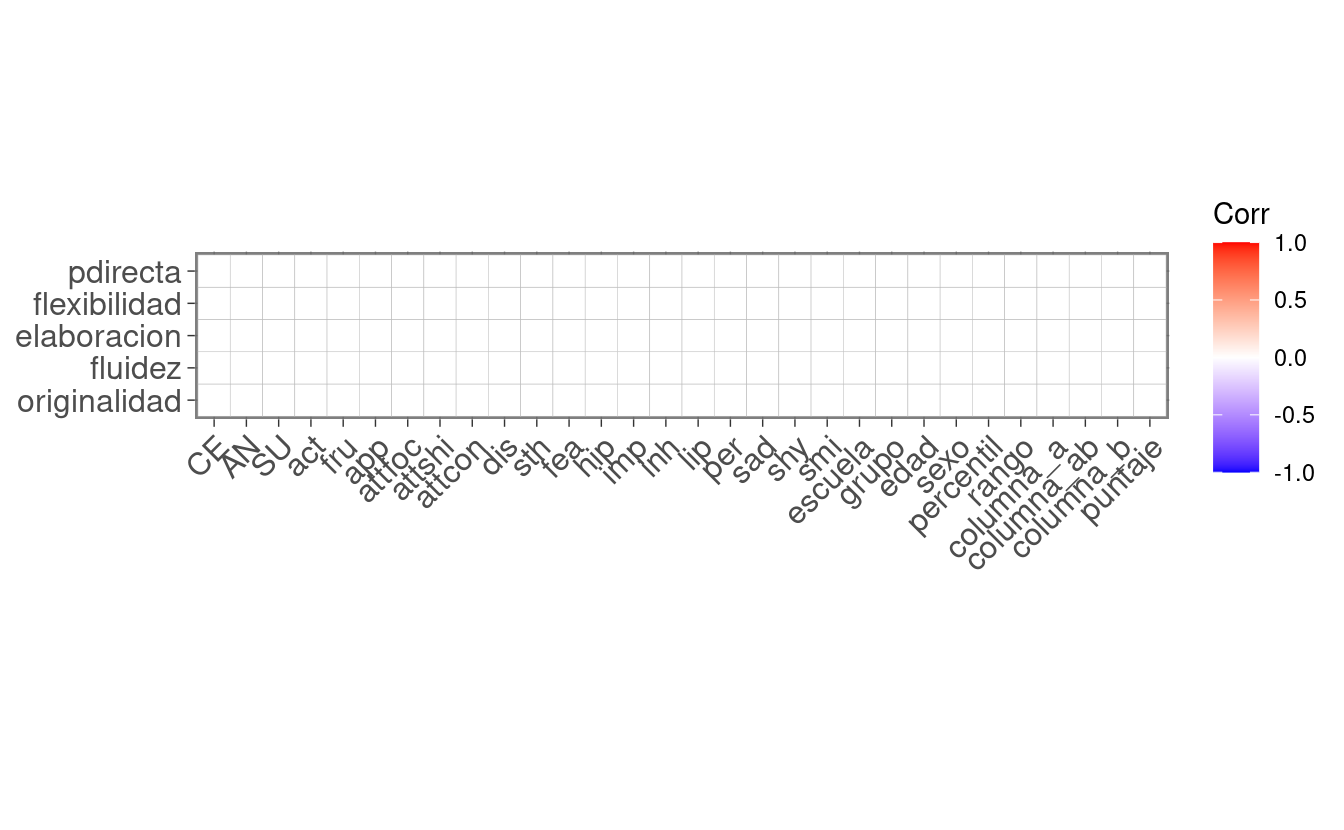 Corr
1.0
0.5
0.0
-0.5
-1.0
pdirecta
flexibilidad
elaboracion
fluidez
originalidad
CE
AN
SU
act
fru
app
attfoc
attshi
attcon
dis
sth
fea
hip
imp
inh
lip
per
sad
shy
smi
escuela
grupo
edad
sexo
percentil
rango
columna_a
columna_ab
columna_b
puntaje